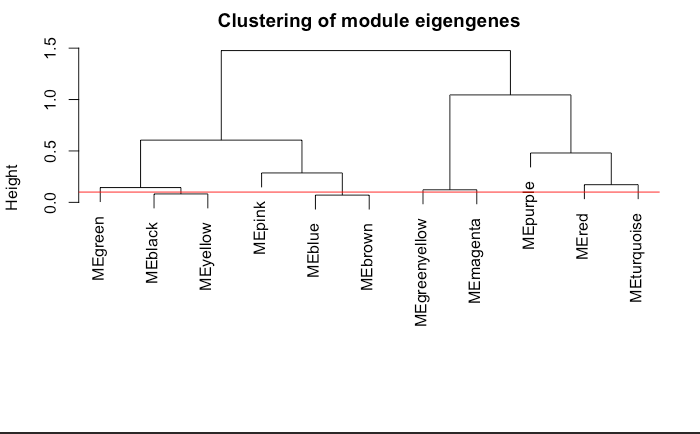 Clustering of module eigengenes
Height
1.5
1.0
0.5
0.0
MEgreen
MEblack
MEyellow
MEpink
MEblue
MEbrown
MEgreenyellow
MEmagenta
MEpurple
MEred
MEturquoise